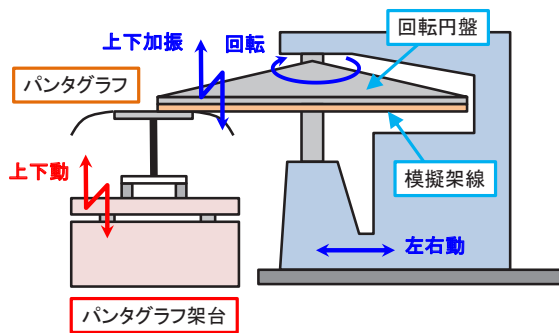 上下加振
回転
回転円盤
パンタグラフ
上下動
模擬架線
左右動
パンタグラフ架台